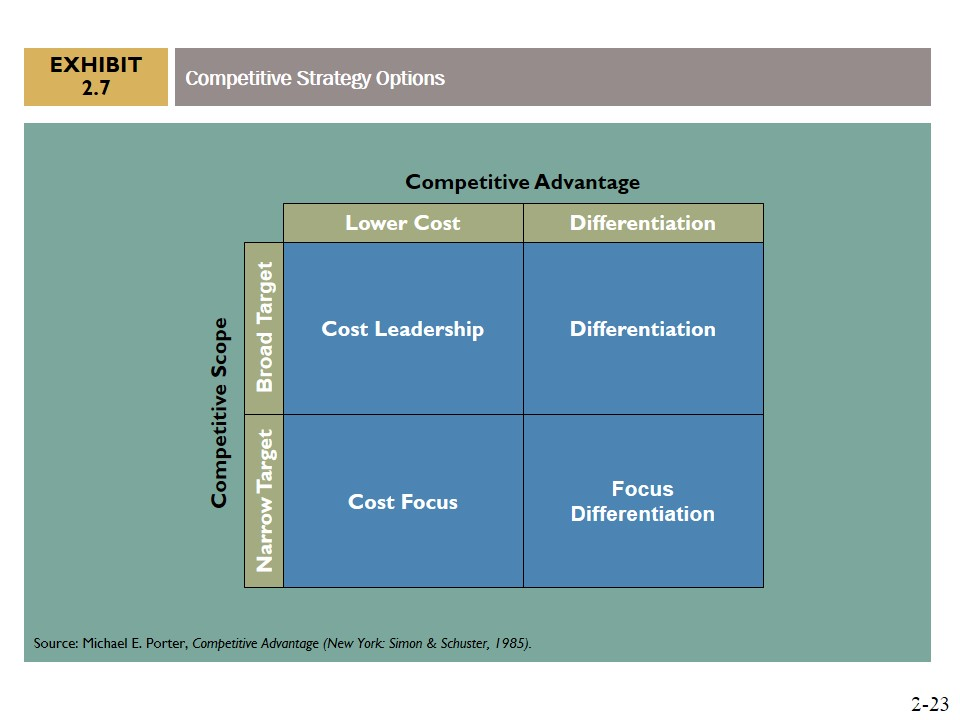 EXHIBIT
2.7
Competitive Strategy Options
Competitive Advantage
Lower Cost
Differentiation
Competitive Scope
Broad Target
Cost Leadership
Differentiation
Narrow Target
Cost Focus
Focus
Differentiation
Source: Michael E. Porter, Competitive Advantage (New York: Simon & Schuster, 1985).
2-23